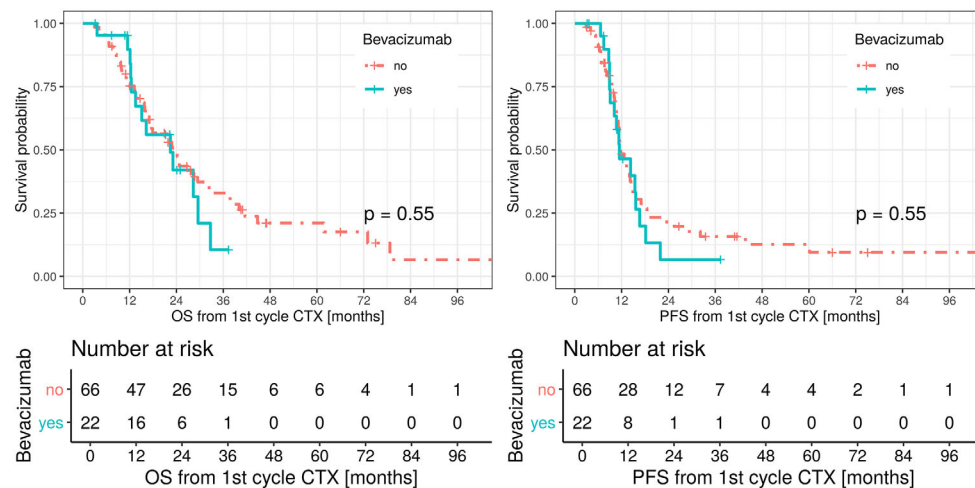 1.00
0.75
0.50
0.25
0.00
Survival probability
Bevacizumab
no
yes
p = 0.55
0 12 24 36 48 60 72 84 96
OS from 1st cycle CTX [months]
1.00
0.75
0.50
0.25
0.00
Survival probability
Bevacizumab
no
yes
p = 0.55
0 12 24 36 48 60 72 84 96
PFS from 1st cycle CTX [months]
Number at risk
Bevacizumab
no 66 47 26 15 6 6 4 1 1
yes 22 16 6 1 0 0 0 0 0
0 12 24 36 48 60 72 84 96
OS from 1st cycle CTX [months]
Number at risk
Bevacizumab
no 66 28 12 7 4 4 2 1 1
yes 22 8 1 1 0 0 0 0 0
0 12 24 36 48 60 72 84 96
PFS from 1st cycle CTX [months]